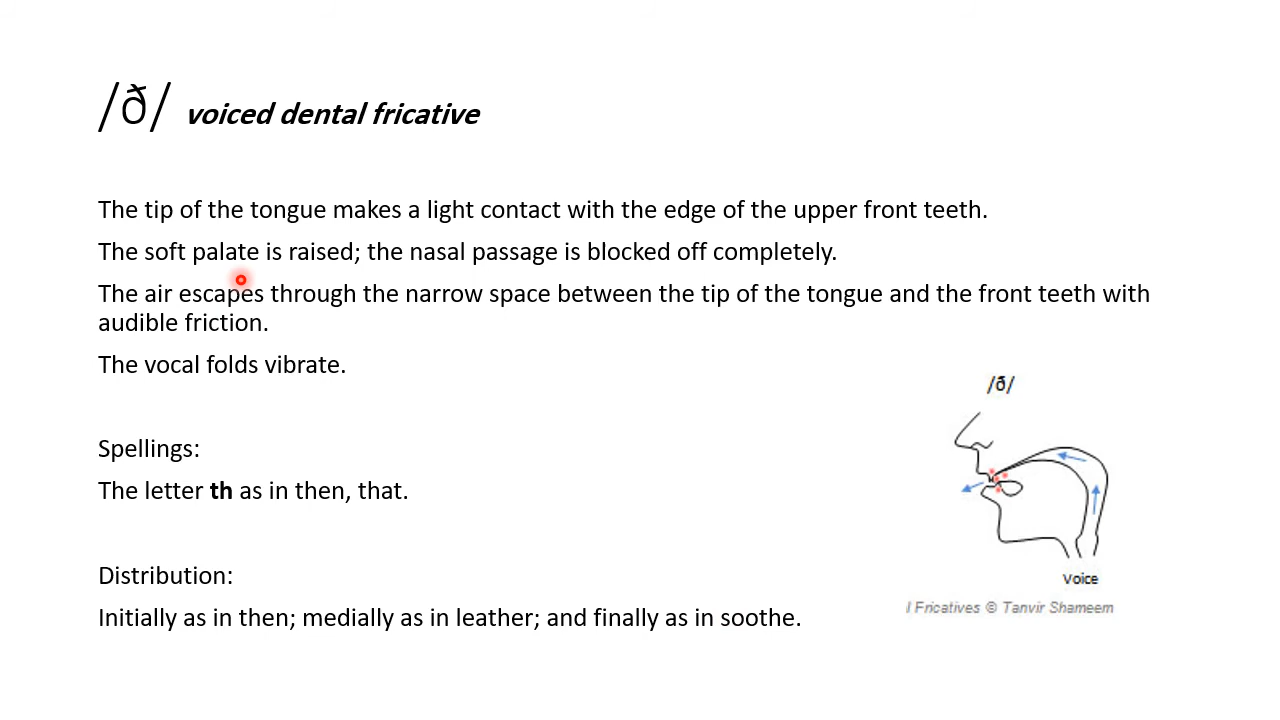 /ð/ voiced dental fricative
The tip of the tongue makes a light contact with the edge of the upper front teeth.
The soft palate is raised; the nasal passage is blocked off completely.
The air escapes through the narrow space between the tip of the tongue and the front teeth with
audible friction.
The vocal folds vibrate.
/ð/
Spellings:
The letter th as in then, that.
Distribution:
Initially as in then; medially as in leather; and finally as in soothe.
Voice
l Fricatives © Tanvir Shameem